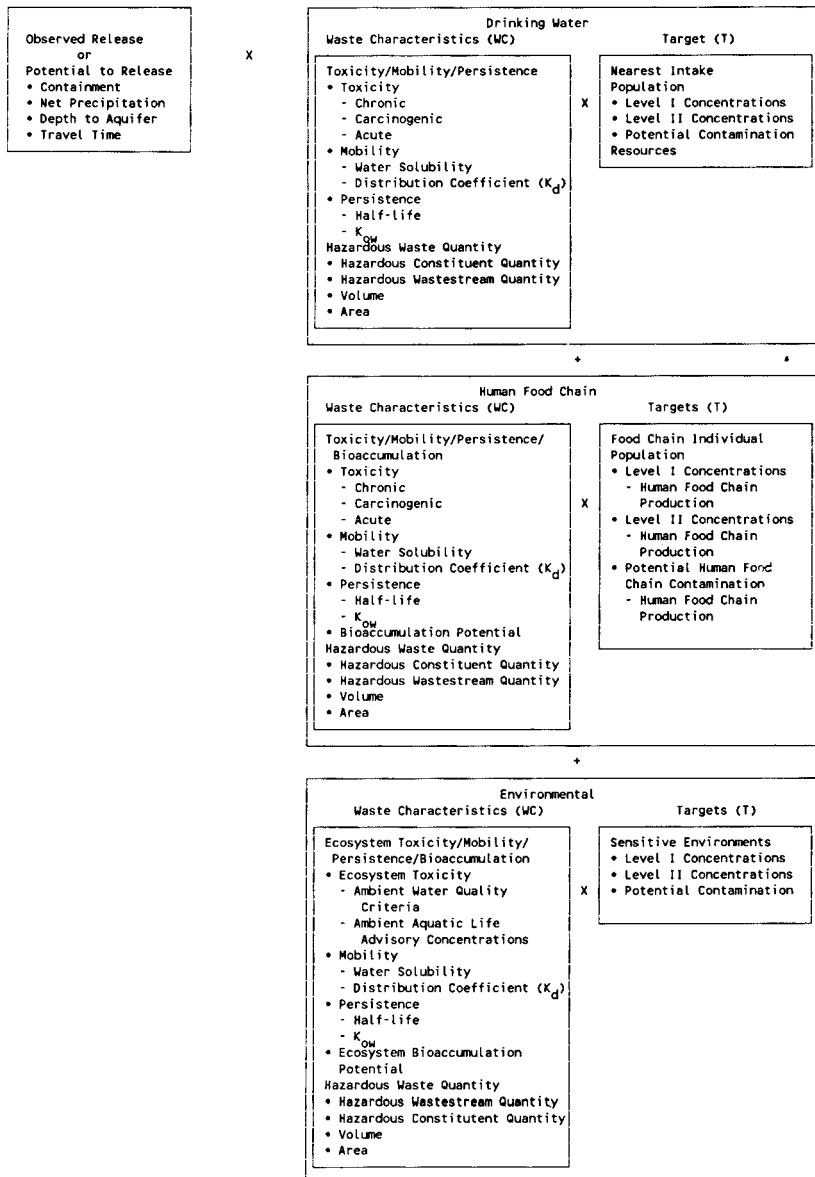 Observed Release
or
Potential to Release
• Containment
• Net Precipitation
• Depth to Aquifer
• Travel Time
X
Drinking Water
Waste Characteristics (WC)
Toxicity/Mobility/Persistence
• Toxicity
- Chronic
- Carcinogenic
- Acute
• Mobility
- Water Solubility
- Distribution Coefficient (Kd)
• Persistence
- Half-life
- Kow
Hazardous Waste Quantity
• Hazardous Constituent Quantity
• Hazardous Wastestream Quantity
• Volume
• Area
X
Target (T)
Nearest Intake
Population
• Level I Concentrations
• Level II Concentrations
• Potential Contamination
Resources
+
Human Food Chain
Waste Characteristics (WC)
Toxicity/Mobility/Persistence/
Bioaccumulation
• Toxicity
- Chronic
- Carcinogenic
- Acute
• Mobility
- Water Solubility
- Distribution Coefficient (Kd)
• Persistence
- Half-life
- Kow
• Bioaccumulation Potential
Hazardous Waste Quantity
• Hazardous Constituent Quantity
• Hazardous Wastestream Quantity
• Volume
• Area
X
Targets (T)
Food Chain Individual
Population
• Level I Concentrations
- Human Food Chain
Production
• Level II Concentrations
- Human Food Chain
Production
• Potential Human Food
Chain Contamination
- Human Food Chain
Production
+
Environmental
Waste Characteristics (WC)
Ecosystem Toxicity/Mobility/
Persistence/Bioaccumulation
• Ecosystem Toxicity
- Ambient Water Quality
Criteria
- Ambient Aquatic Life
Advisory Concentrations
• Mobility
- Water Solubility
- Distribution Coefficient (Kd)
• Persistence
- Half-life
- Kow
• Ecosystem Bioaccumulation
Potential
Hazardous Waste Quantity
• Hazardous Wastestream Quantity
• Hazardous Constitutent Quantity
• Volume
• Area
X
Targets (T)
Sensitive Environments
• Level I Concentrations
• Level II Concentrations
• Potential Contamination